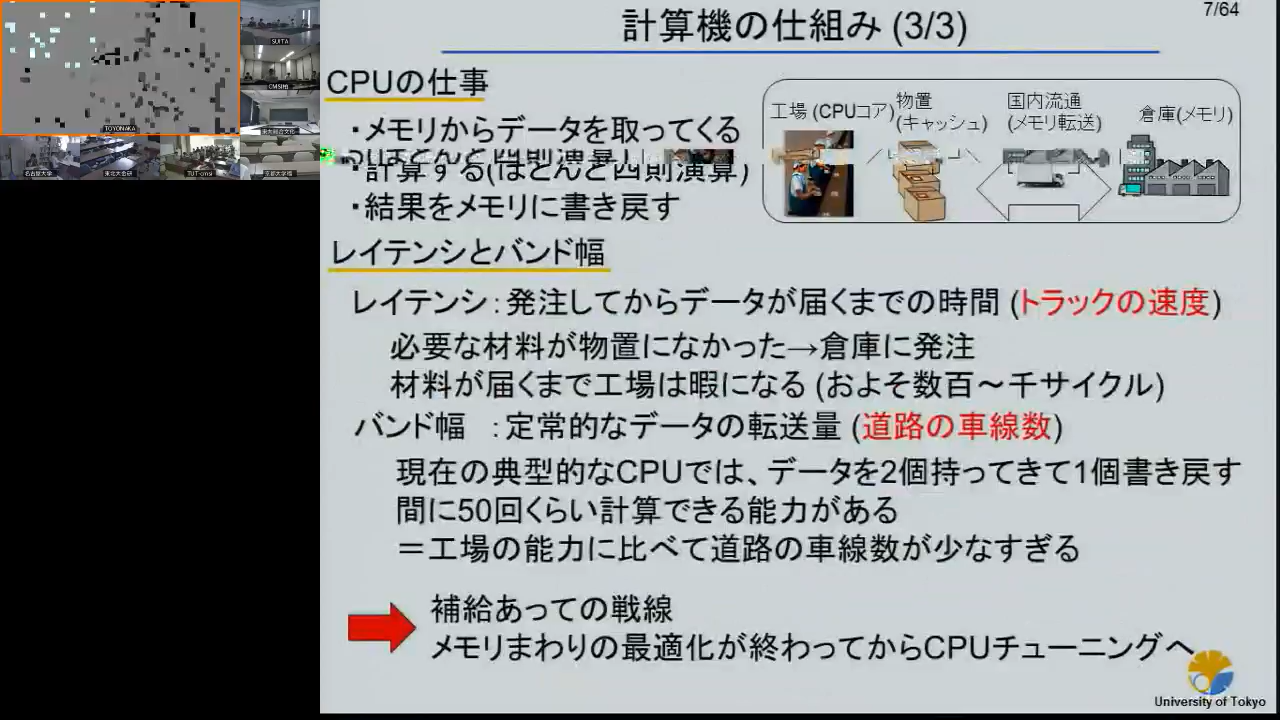 7/64
計算機の仕組み (3/3)
CPUの仕事
・メモリからデータを取ってくる
・計算する(ほとんど四則演算)
・結果をメモリに書き戻す
工場 (CPUコア)
物置
(キャッシュ)
国内流通
(メモリ転送)
倉庫(メモリ)
レイテンシとバンド幅
レイテンシ：発注してからデータが届くまでの時間 (トラックの速度)
必要な材料が物置になかった→倉庫に発注
材料が届くまで工場は暇になる (およそ数百～千サイクル)
バンド幅 ：定常的なデータの転送量 (道路の車線数)
現在の典型的なCPUでは、データを2個持ってきて1個書き戻す
間に50回くらい計算できる能力がある
＝工場の能力に比べて道路の車線数が少なすぎる
補給あっての戦線
メモリまわりの最適化が終わってからCPUチューニングへ
University of Tokyo
SUITA
TOYONAKA
名古屋大学
東北大金研
TUT-cmsi